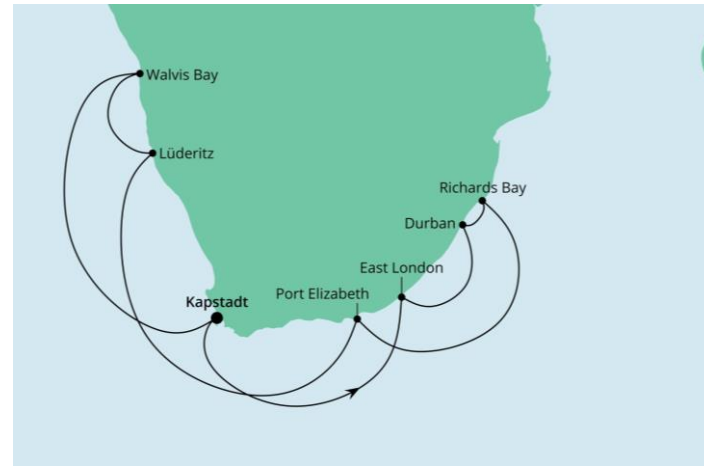 Walvis Bay
Lüderitz
Richards Bay
Durban
East London
Port Elizabeth
Kapstadt